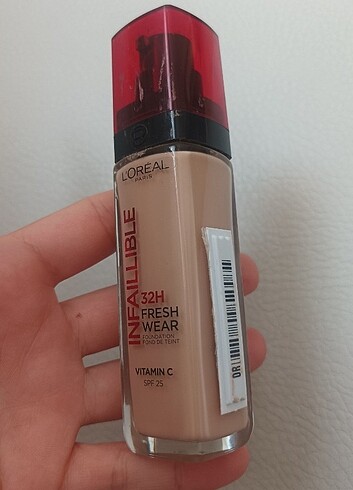 L'ORÉAL
PARIS
INFAILLIBLE
32H
FRESH
WEAR
FOUNDATION
FOND DE TEINT
VITAMIN C
SPF 25